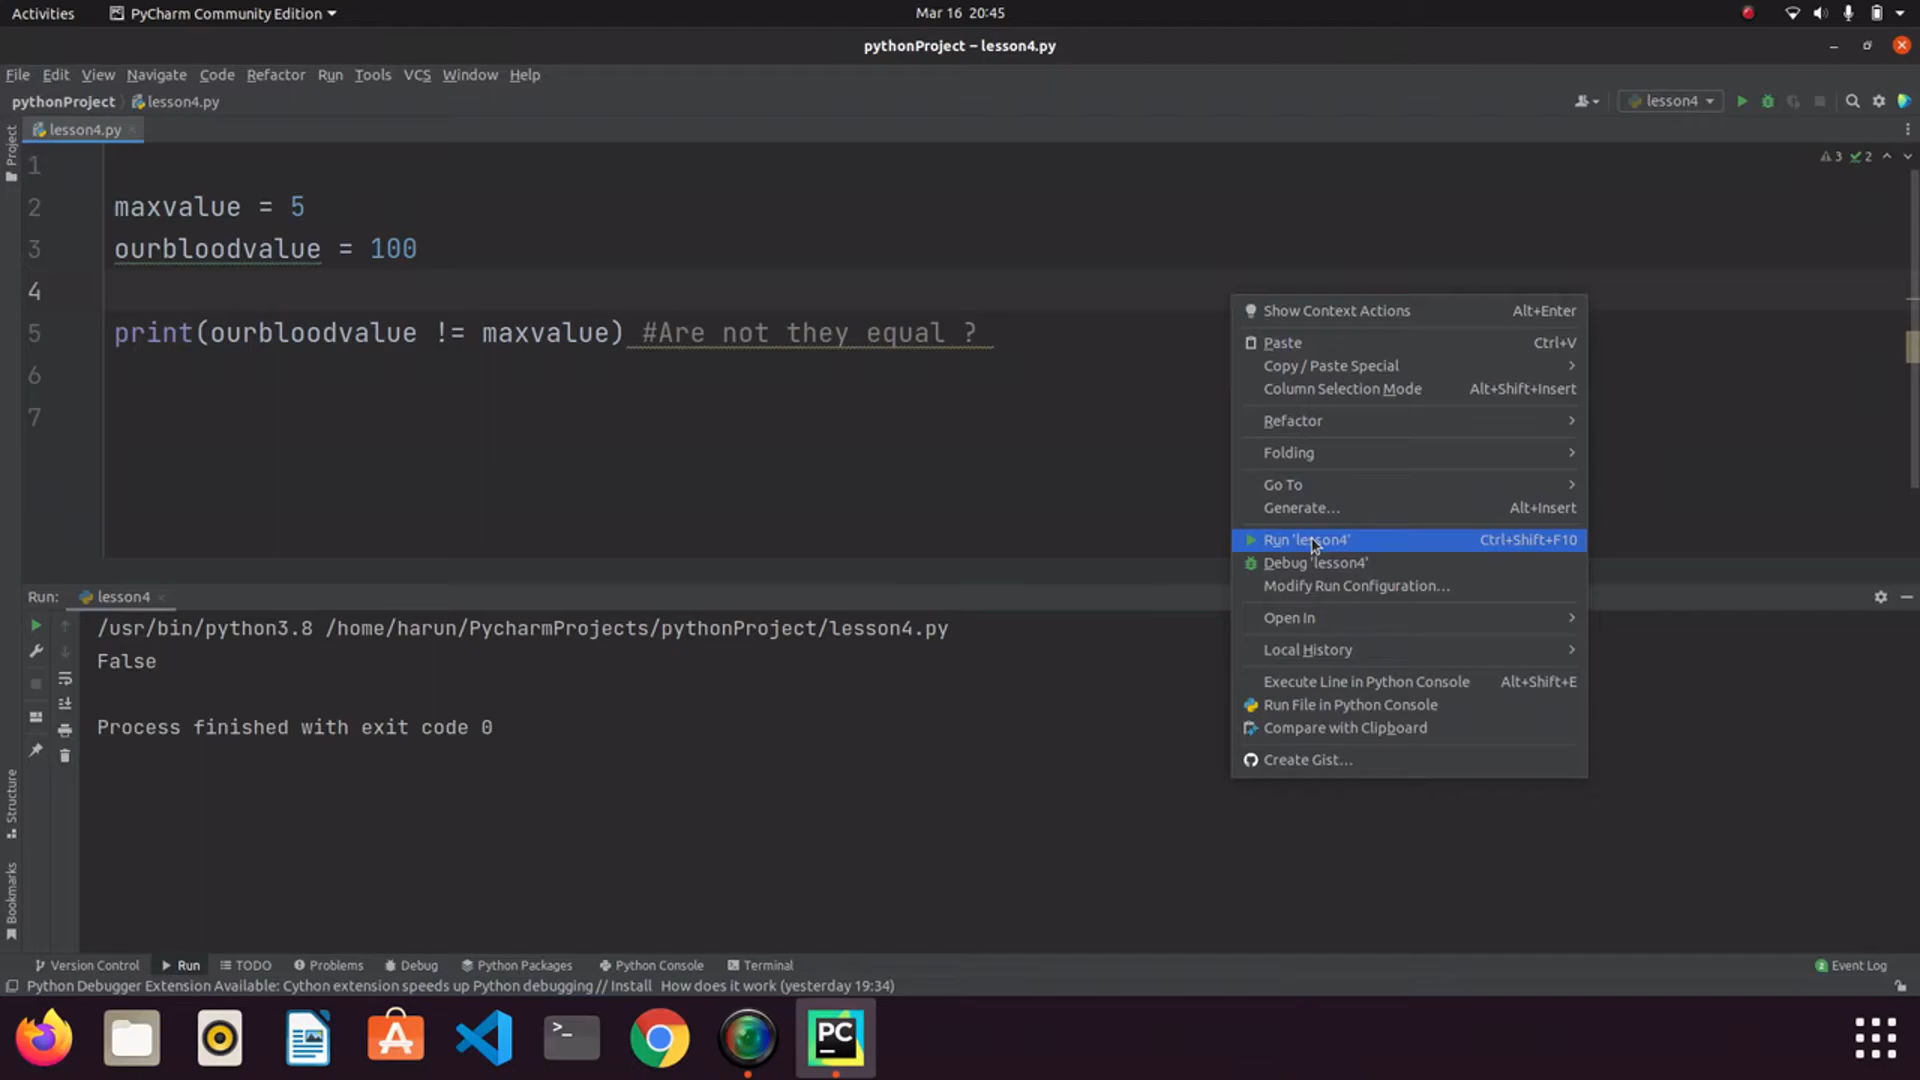 Activities
PyCharm Community Edition
Mar 16 20:45
pythonProject – lesson4.py
File Edit View Navigate Code Refactor Run Tools VCS Window Help
pythonProject lesson4.py
lesson4
lesson4.py
Project
3 2
1
2 maxvalue = 5
3 ourbloodvalue = 100
4
5 print(ourbloodvalue != maxvalue) #Are not they equal ?
6
7
Show Context Actions Alt+Enter
Paste Ctrl+V
Copy / Paste Special
Column Selection Mode Alt+Shift+Insert
Refactor
Folding
Go To
Generate... Alt+Insert
Run 'lesson4' Ctrl+Shift+F10
Debug 'lesson4'
Modify Run Configuration...
Open In
Local History
Execute Line in Python Console Alt+Shift+E
Run File in Python Console
Compare with Clipboard
Create Gist...
Run: lesson4
/usr/bin/python3.8 /home/harun/PycharmProjects/pythonProject/lesson4.py
False
Process finished with exit code 0
Structure
Bookmarks
Version Control Run TODO Problems Debug Python Packages Python Console Terminal
2 Event Log
Python Debugger Extension Available: Cython extension speeds up Python debugging // Install How does it work (yesterday 19:34)
A
>_
PC